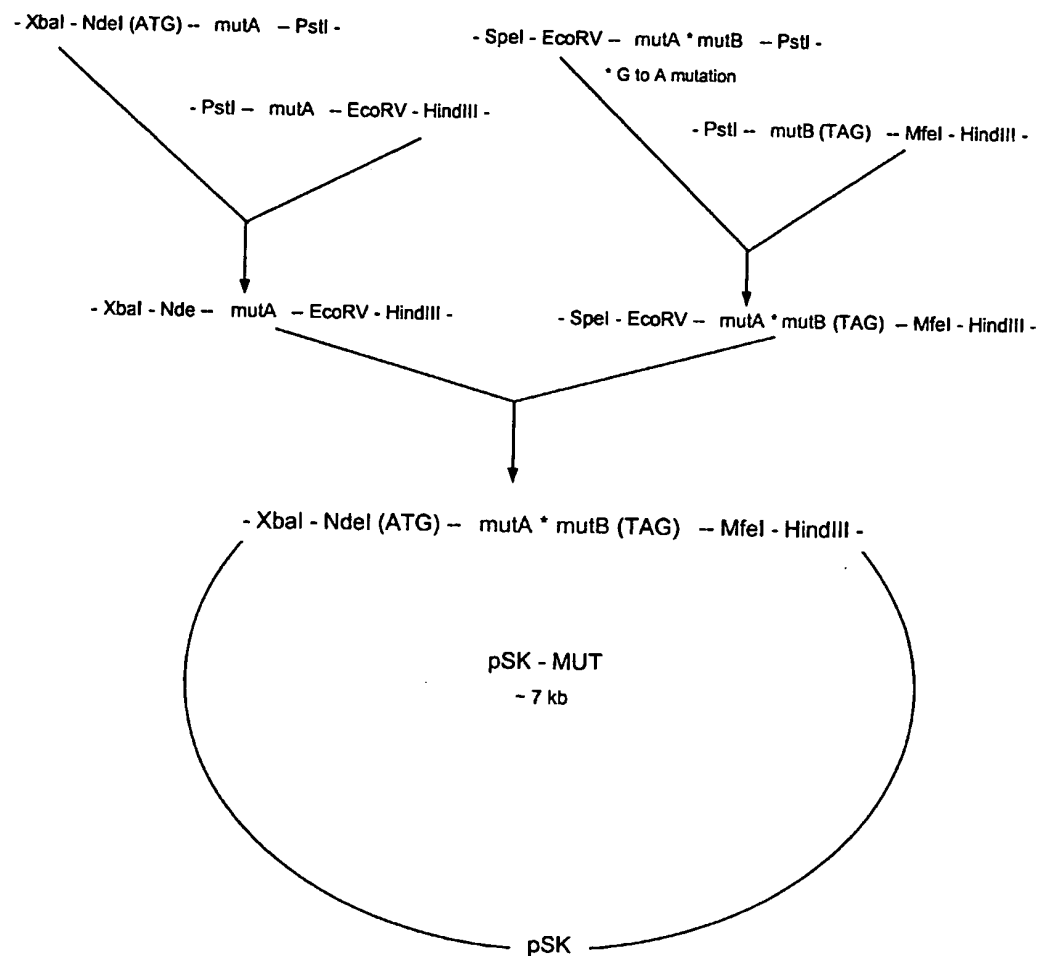 - XbaI - NdeI (ATG) -- mutA -- PstI -
- SpeI - EcoRV -- mutA * mutB -- PstI -
* G to A mutation
- PstI -- mutA -- EcoRV - HindIII -
- PstI -- mutB (TAG) -- MfeI - HindIII -
- XbaI - Nde -- mutA -- EcoRV - HindIII -
- SpeI - EcoRV -- mutA * mutB (TAG) -- MfeI - HindIII -
- XbaI - NdeI (ATG) -- mutA * mutB (TAG) -- MfeI - HindIII -
pSK - MUT
~ 7 kb
pSK